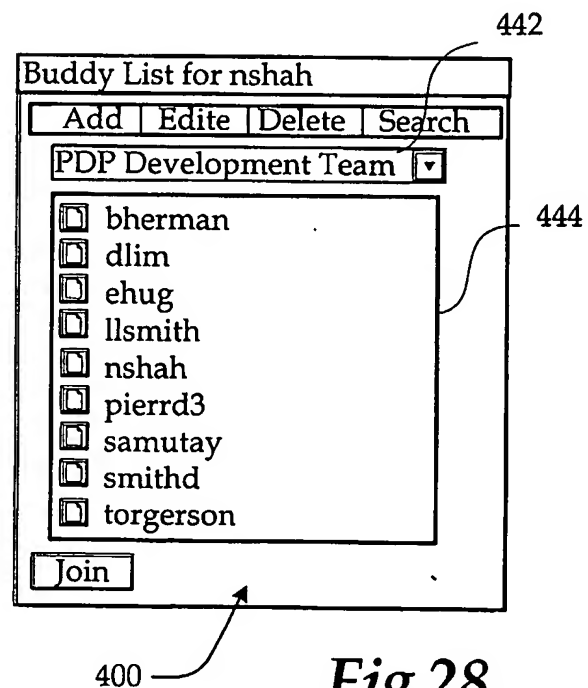 442
Buddy List for nshah
Add Edite Delete Search
PDP Development Team
444
bherman
dlim
ehug
llsmith
nshah
pierrd3
samutay
smithd
torgerson
Join
400
Fig 28